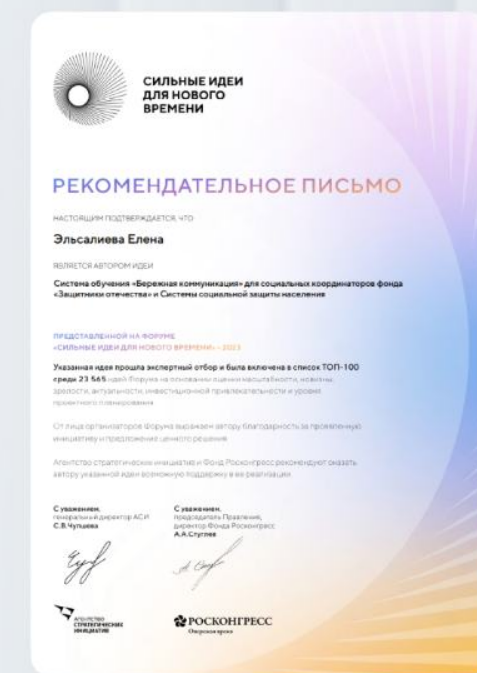 СИЛЬНЫЕ ИДЕИ
ДЛЯ НОВОГО
ВРЕМЕНИ
РЕКОМЕНДАТЕЛЬНОЕ ПИСЬМО
НАСТОЯЩИМ ПОДТВЕРЖДАЕТСЯ, ЧТО
Эльсалиева Елена
ЯВЛЯЕТСЯ АВТОРОМ ИДЕИ
Система обучения «Бережная коммуникация» для социальных координаторов фонда
«Защитники отечества» и Системы социальной защиты населения
ПРЕДСТАВЛЕННОЙ НА ФОРУМЕ
«СИЛЬНЫЕ ИДЕИ ДЛЯ НОВОГО ВРЕМЕНИ» – 2023
Указанная идея прошла экспертный отбор и была включена в список ТОП-100
среди 23 565 идей Форума на основании оценки масштабности, новизны,
зрелости, актуальности, инвестиционной привлекательности и уровня
проектного планирования
От лица организаторов Форума выражаем автору благодарность за проявленную
инициативу и предложение ценного решения
Агентство стратегических инициатив и Фонд Росконгресс рекомендуют оказать
автору указанной идеи всевозможную поддержку в ее реализации
С уважением,
генеральный директор АСИ
С.В. Чупшева
С уважением,
председатель Правления,
директор Фонда Росконгресс
А.А. Стуглев
АГЕНТСТВО
СТРАТЕГИЧЕСКИХ
ИНИЦИАТИВ
РОСКОНГРЕСС